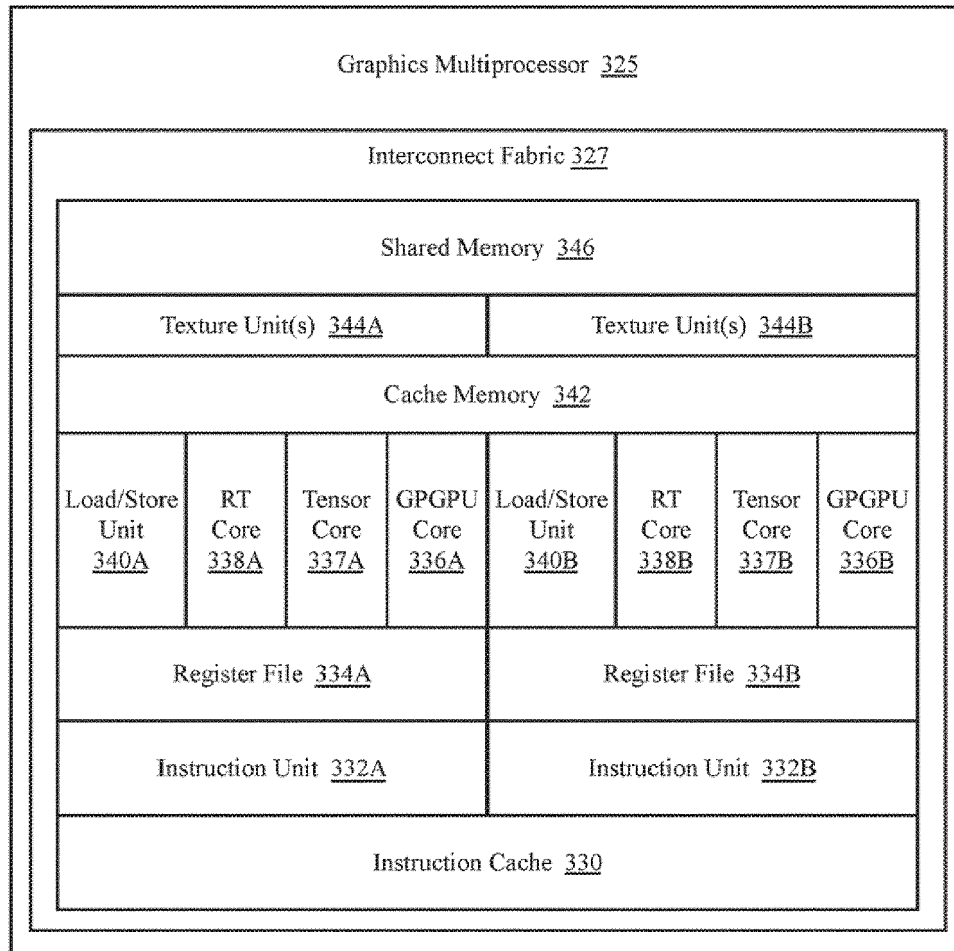 Graphics Multiprocessor 325
Interconnect Fabric 327
Shared Memory 346
Texture Unit(s) 344A
Texture Unit(s) 344B
Cache Memory 342
Load/Store
Unit
340A
RT
Core
338A
Tensor
Core
337A
GPGPU
Core
336A
Load/Store
Unit
340B
RT
Core
338B
Tensor
Core
337B
GPGPU
Core
336B
Register File 334A
Register File 334B
Instruction Unit 332A
Instruction Unit 332B
Instruction Cache 330